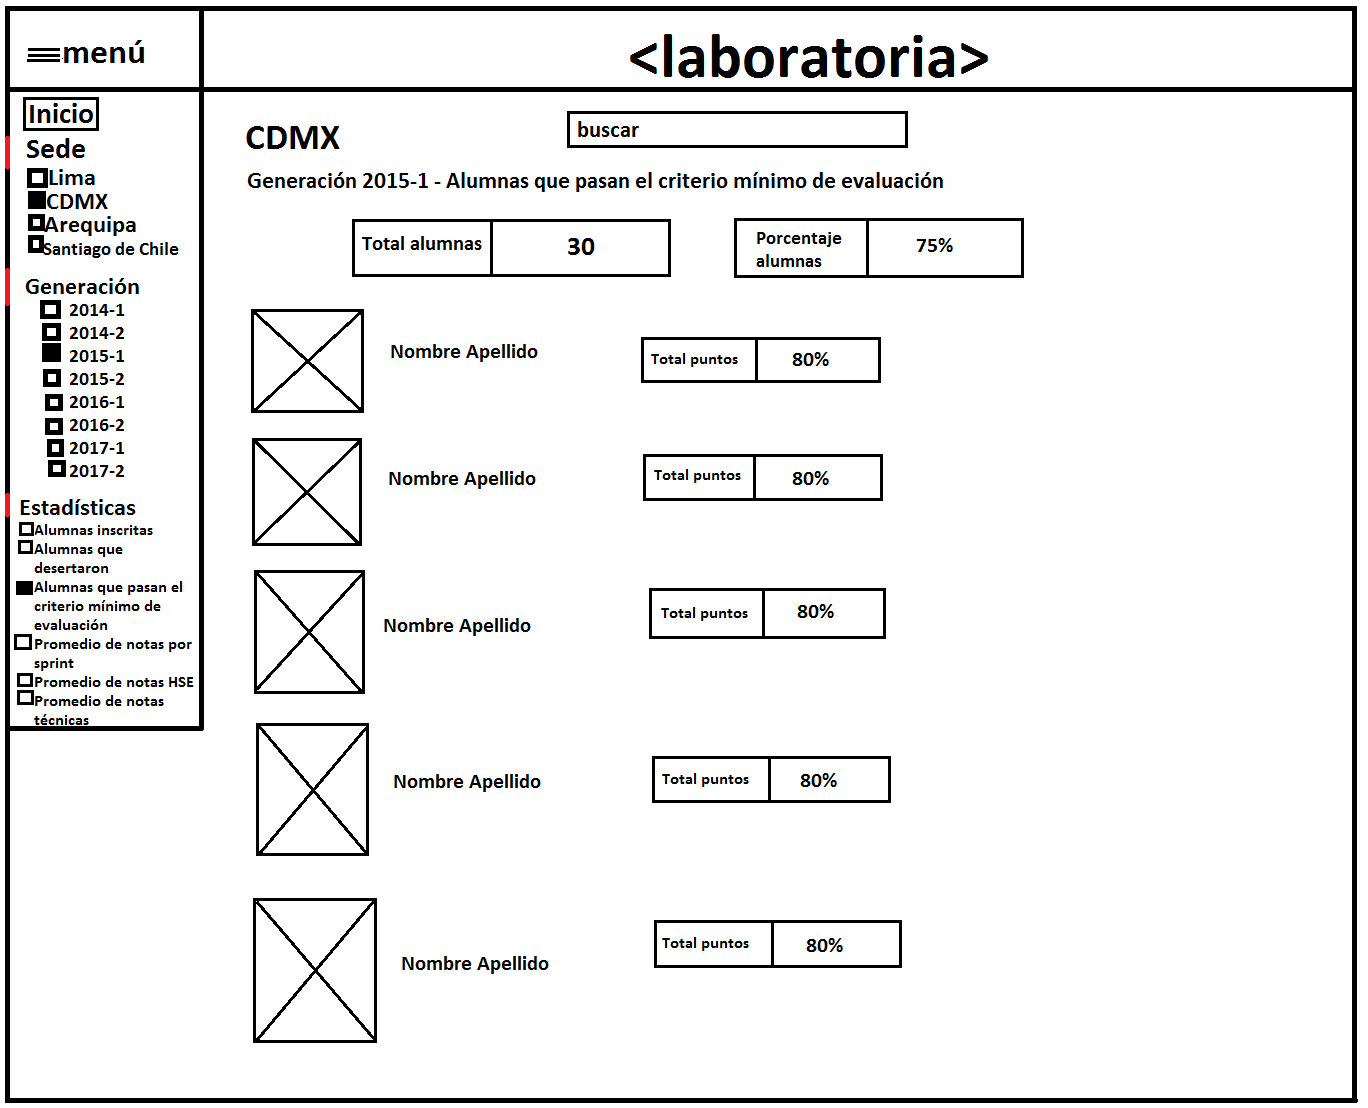 menú
<laboratoria>
Inicio
Sede
Lima
CDMX
Arequipa
Santiago de Chile
Generación
2014-1
2014-2
2015-1
2015-2
2016-1
2016-2
2017-1
2017-2
Estadísticas
Alumnas inscritas
Alumnas que
desertaron
Alumnas que pasan el
criterio mínimo de
evaluación
Promedio de notas por
sprint
Promedio de notas HSE
Promedio de notas
técnicas
CDMX
buscar
Generación 2015-1 - Alumnas que pasan el criterio mínimo de evaluación
Total alumnas
30
Porcentaje
alumnas
75%
Nombre Apellido
Total puntos
80%
Nombre Apellido
Total puntos
80%
Nombre Apellido
Total puntos
80%
Nombre Apellido
Total puntos
80%
Nombre Apellido
Total puntos
80%